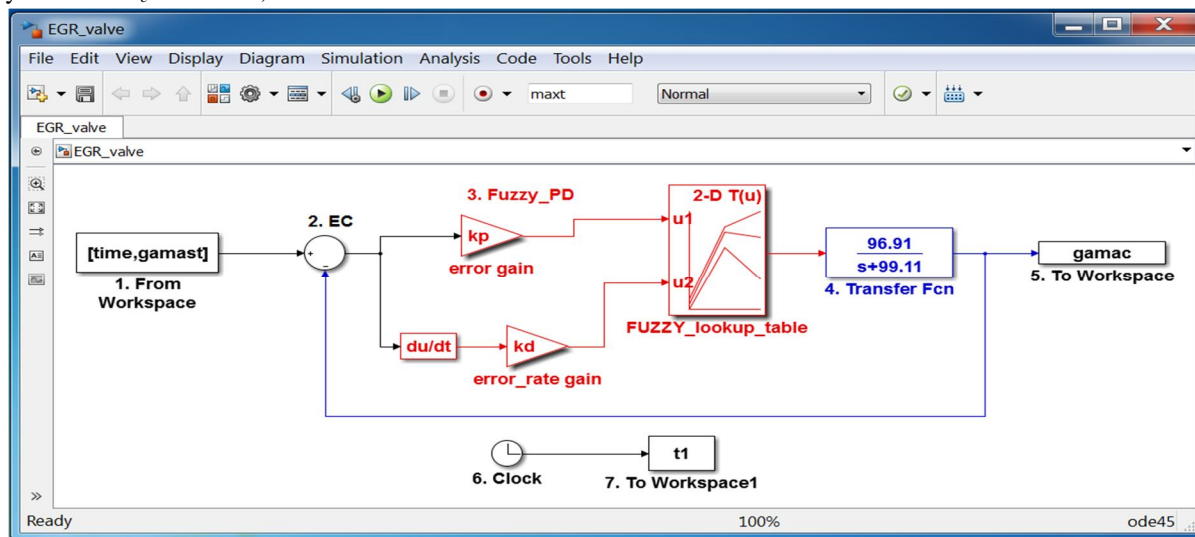 EGR_valve
File Edit View Display Diagram Simulation Analysis Code Tools Help
maxt Normal
EGR_valve
EGR_valve
3. Fuzzy_PD
2-D T(u)
2. EC
u1
kp
[time,gamast]
+
−
error gain
96.91
s+99.11
gamac
1. From
Workspace
u2
4. Transfer Fcn
5. To Workspace
FUZZY_lookup_table
du/dt
kd
error_rate gain
t1
6. Clock
7. To Workspace1
Ready 100% ode45